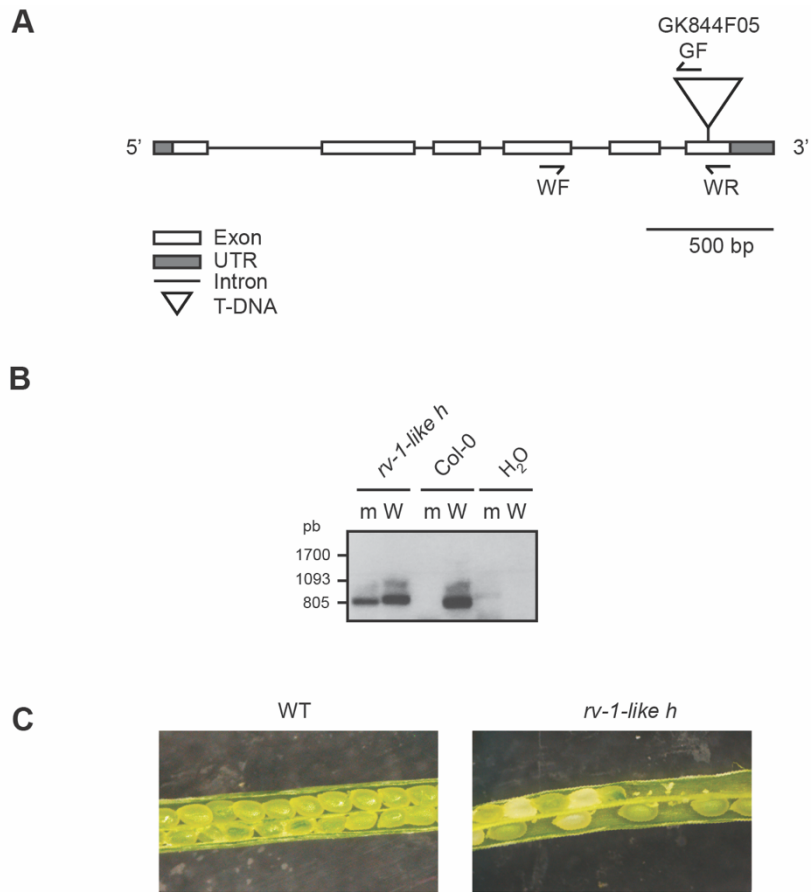 A
GK844F05
GF
5’
3’
WF
WR
500 bp
Exon
UTR
Intron
T-DNA
B
rv-1-like h
Col-0
H₂O
m W m W m W
pb
1700
1093
805
C
WT
rv-1-like h